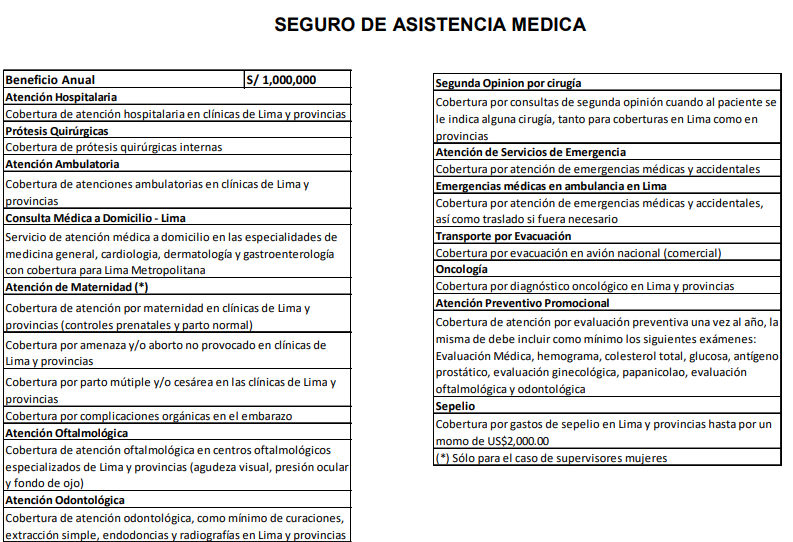 SEGURO DE ASISTENCIA MEDICA
Beneficio Anual S/ 1,000,000
Atención Hospitalaria
Cobertura de atención hospitalaria en clínicas de Lima y provincias
Prótesis Quirúrgicas
Cobertura de prótesis quirúrgicas internas
Atención Ambulatoria
Cobertura de atenciones ambulatorias en clínicas de Lima y
provincias
Consulta Médica a Domicilio - Lima
Servicio de atención médica a domicilio en las especialidades de
medicina general, cardiologia, dermatología y gastroenterología
con cobertura para Lima Metropolitana
Atención de Maternidad (*)
Cobertura de atención por maternidad en clínicas de Lima y
provincias (controles prenatales y parto normal)
Cobertura por amenaza y/o aborto no provocado en clínicas de
Lima y provincias
Cobertura por parto mútiple y/o cesárea en las clínicas de Lima y
provincias
Cobertura por complicaciones orgánicas en el embarazo
Atención Oftalmológica
Cobertura de atención oftalmológica en centros oftalmológicos
especializados de Lima y provincias (agudeza visual, presión ocular
y fondo de ojo)
Atención Odontológica
Cobertura de atención odontológica, como mínimo de curaciones,
extracción simple, endodoncias y radiografías en Lima y provincias
Segunda Opinion por cirugía
Cobertura por consultas de segunda opinión cuando al paciente se
le indica alguna cirugía, tanto para coberturas en Lima como en
provincias
Atención de Servicios de Emergencia
Cobertura por atención de emergencias médicas y accidentales
Emergencias médicas en ambulancia en Lima
Cobertura por atención de emergencias médicas y accidentales,
así como traslado si fuera necesario
Transporte por Evacuación
Cobertura por evacuación en avión nacional (comercial)
Oncología
Cobertura por diagnóstico oncológico en Lima y provincias
Atención Preventivo Promocional
Cobertura de atención por evaluación preventiva una vez al año, la
misma de debe incluir como mínimo los siguientes exámenes:
Evaluación Médica, hemograma, colesterol total, glucosa, antígeno
prostático, evaluación ginecológica, papanicolao, evaluación
oftalmológica y odontológica
Sepelio
Cobertura por gastos de sepelio en Lima y provincias hasta por un
momo de US$2,000.00
(*) Sólo para el caso de supervisores mujeres